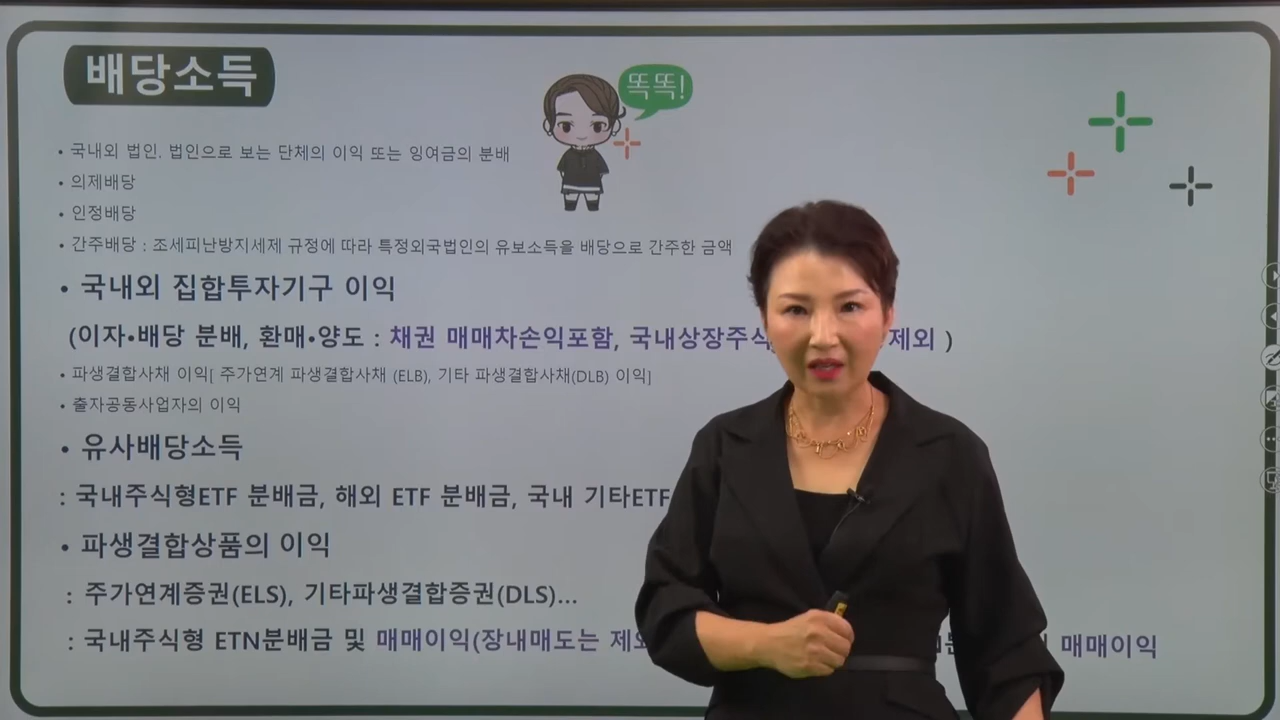 배당소득
똑똑!
• 국내외 법인. 법인으로 보는 단체의 이익 또는 잉여금의 분배
• 의제배당
• 인정배당
• 간주배당 : 조세피난방지세제 규정에 따라 특정외국법인의 유보소득을 배당으로 간주한 금액
• 국내외 집합투자기구 이익
(이자•배당 분배, 환매•양도 : 채권 매매차손익포함, 국내상장주식 제외 )
• 파생결합사채 이익[ 주가연계 파생결합사채 (ELB), 기타 파생결합사채(DLB) 이익]
• 출자공동사업자의 이익
• 유사배당소득
: 국내주식형ETF 분배금, 해외 ETF 분배금, 국내 기타ETF
• 파생결합상품의 이익
: 주가연계증권(ELS), 기타파생결합증권(DLS)...
: 국내주식형 ETN분배금 및 매매이익(장내매도는 매매이익